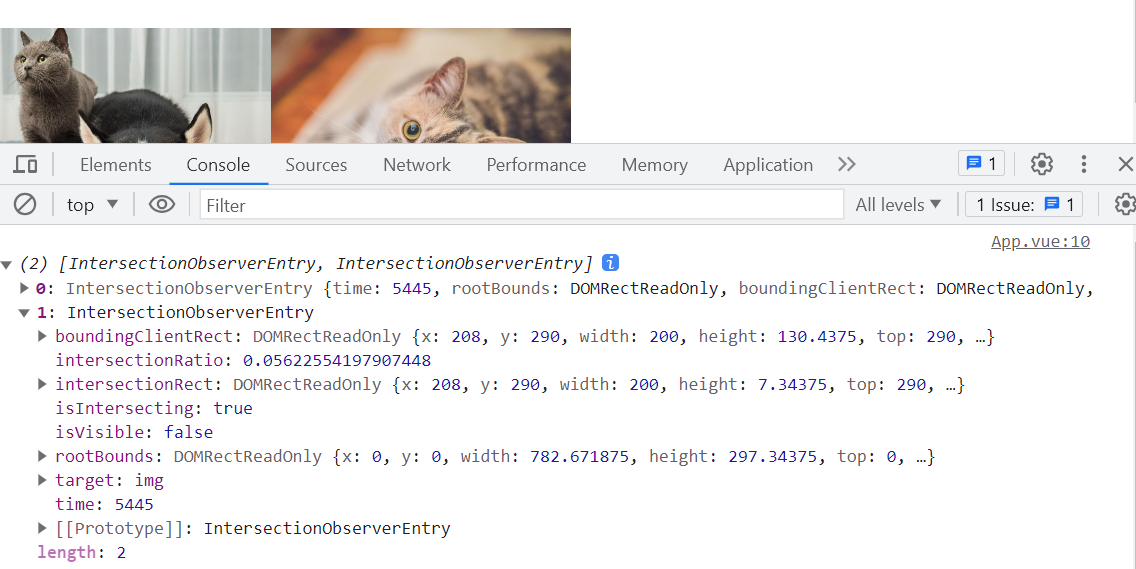 Elements Console Sources Network Performance Memory Application 1
top Filter All levels 1 Issue: 1
App.vue:10
(2) [IntersectionObserverEntry, IntersectionObserverEntry]
0: IntersectionObserverEntry {time: 5445, rootBounds: DOMRectReadOnly, boundingClientRect: DOMRectReadOnly,
1: IntersectionObserverEntry
boundingClientRect: DOMRectReadOnly {x: 208, y: 290, width: 200, height: 130.4375, top: 290, …}
intersectionRatio: 0.05622554197907448
intersectionRect: DOMRectReadOnly {x: 208, y: 290, width: 200, height: 7.34375, top: 290, …}
isIntersecting: true
isVisible: false
rootBounds: DOMRectReadOnly {x: 0, y: 0, width: 782.671875, height: 297.34375, top: 0, …}
target: img
time: 5445
[[Prototype]]: IntersectionObserverEntry
length: 2